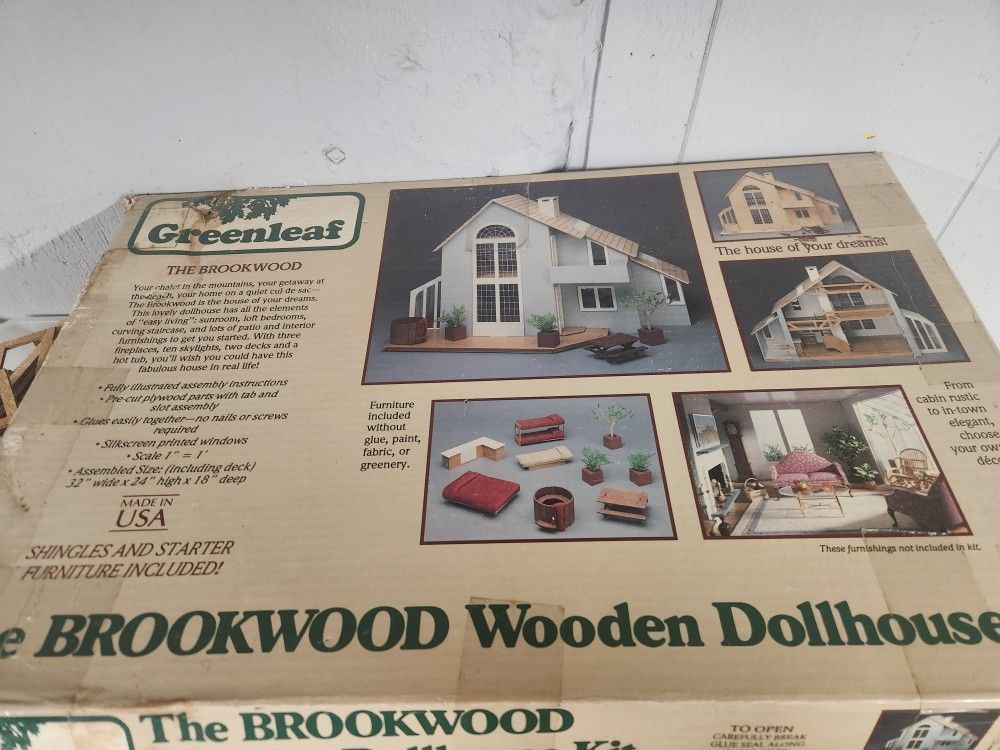 Greenleaf
THE BROOKWOOD
Your chalet in the mountains, your getaway at
the beach, your home on a quiet cul-de-sac—
The Brookwood is the house of your dreams.
This lovely dollhouse has all the elements
of "easy living": sunroom, loft bedrooms,
curving staircase, and lots of patio and interior
furnishings to get you started. With three
fireplaces, ten skylights, two decks and a
hot tub, you'll wish you could have this
fabulous house in real life!
• Fully illustrated assembly instructions
• Pre-cut plywood parts with tab and
slot assembly
• Glues easily together—no nails or screws
required
• Silkscreen printed windows
• Scale 1" = 1'
• Assembled Size: (including deck)
32" wide x 24" high x 18" deep
MADE IN
USA
SHINGLES AND STARTER
FURNITURE INCLUDED!
The house of your dreams!
Furniture
included
without
glue, paint,
fabric, or
greenery.
From
cabin rustic
to in-town
elegant,
choose
your own
déco
These furnishings not included in kit.
e BROOKWOOD Wooden Dollhouse
The BROOKWOOD
Kit
TO OPEN
CAREFULLY BREAK
GLUE SEAL ALONG